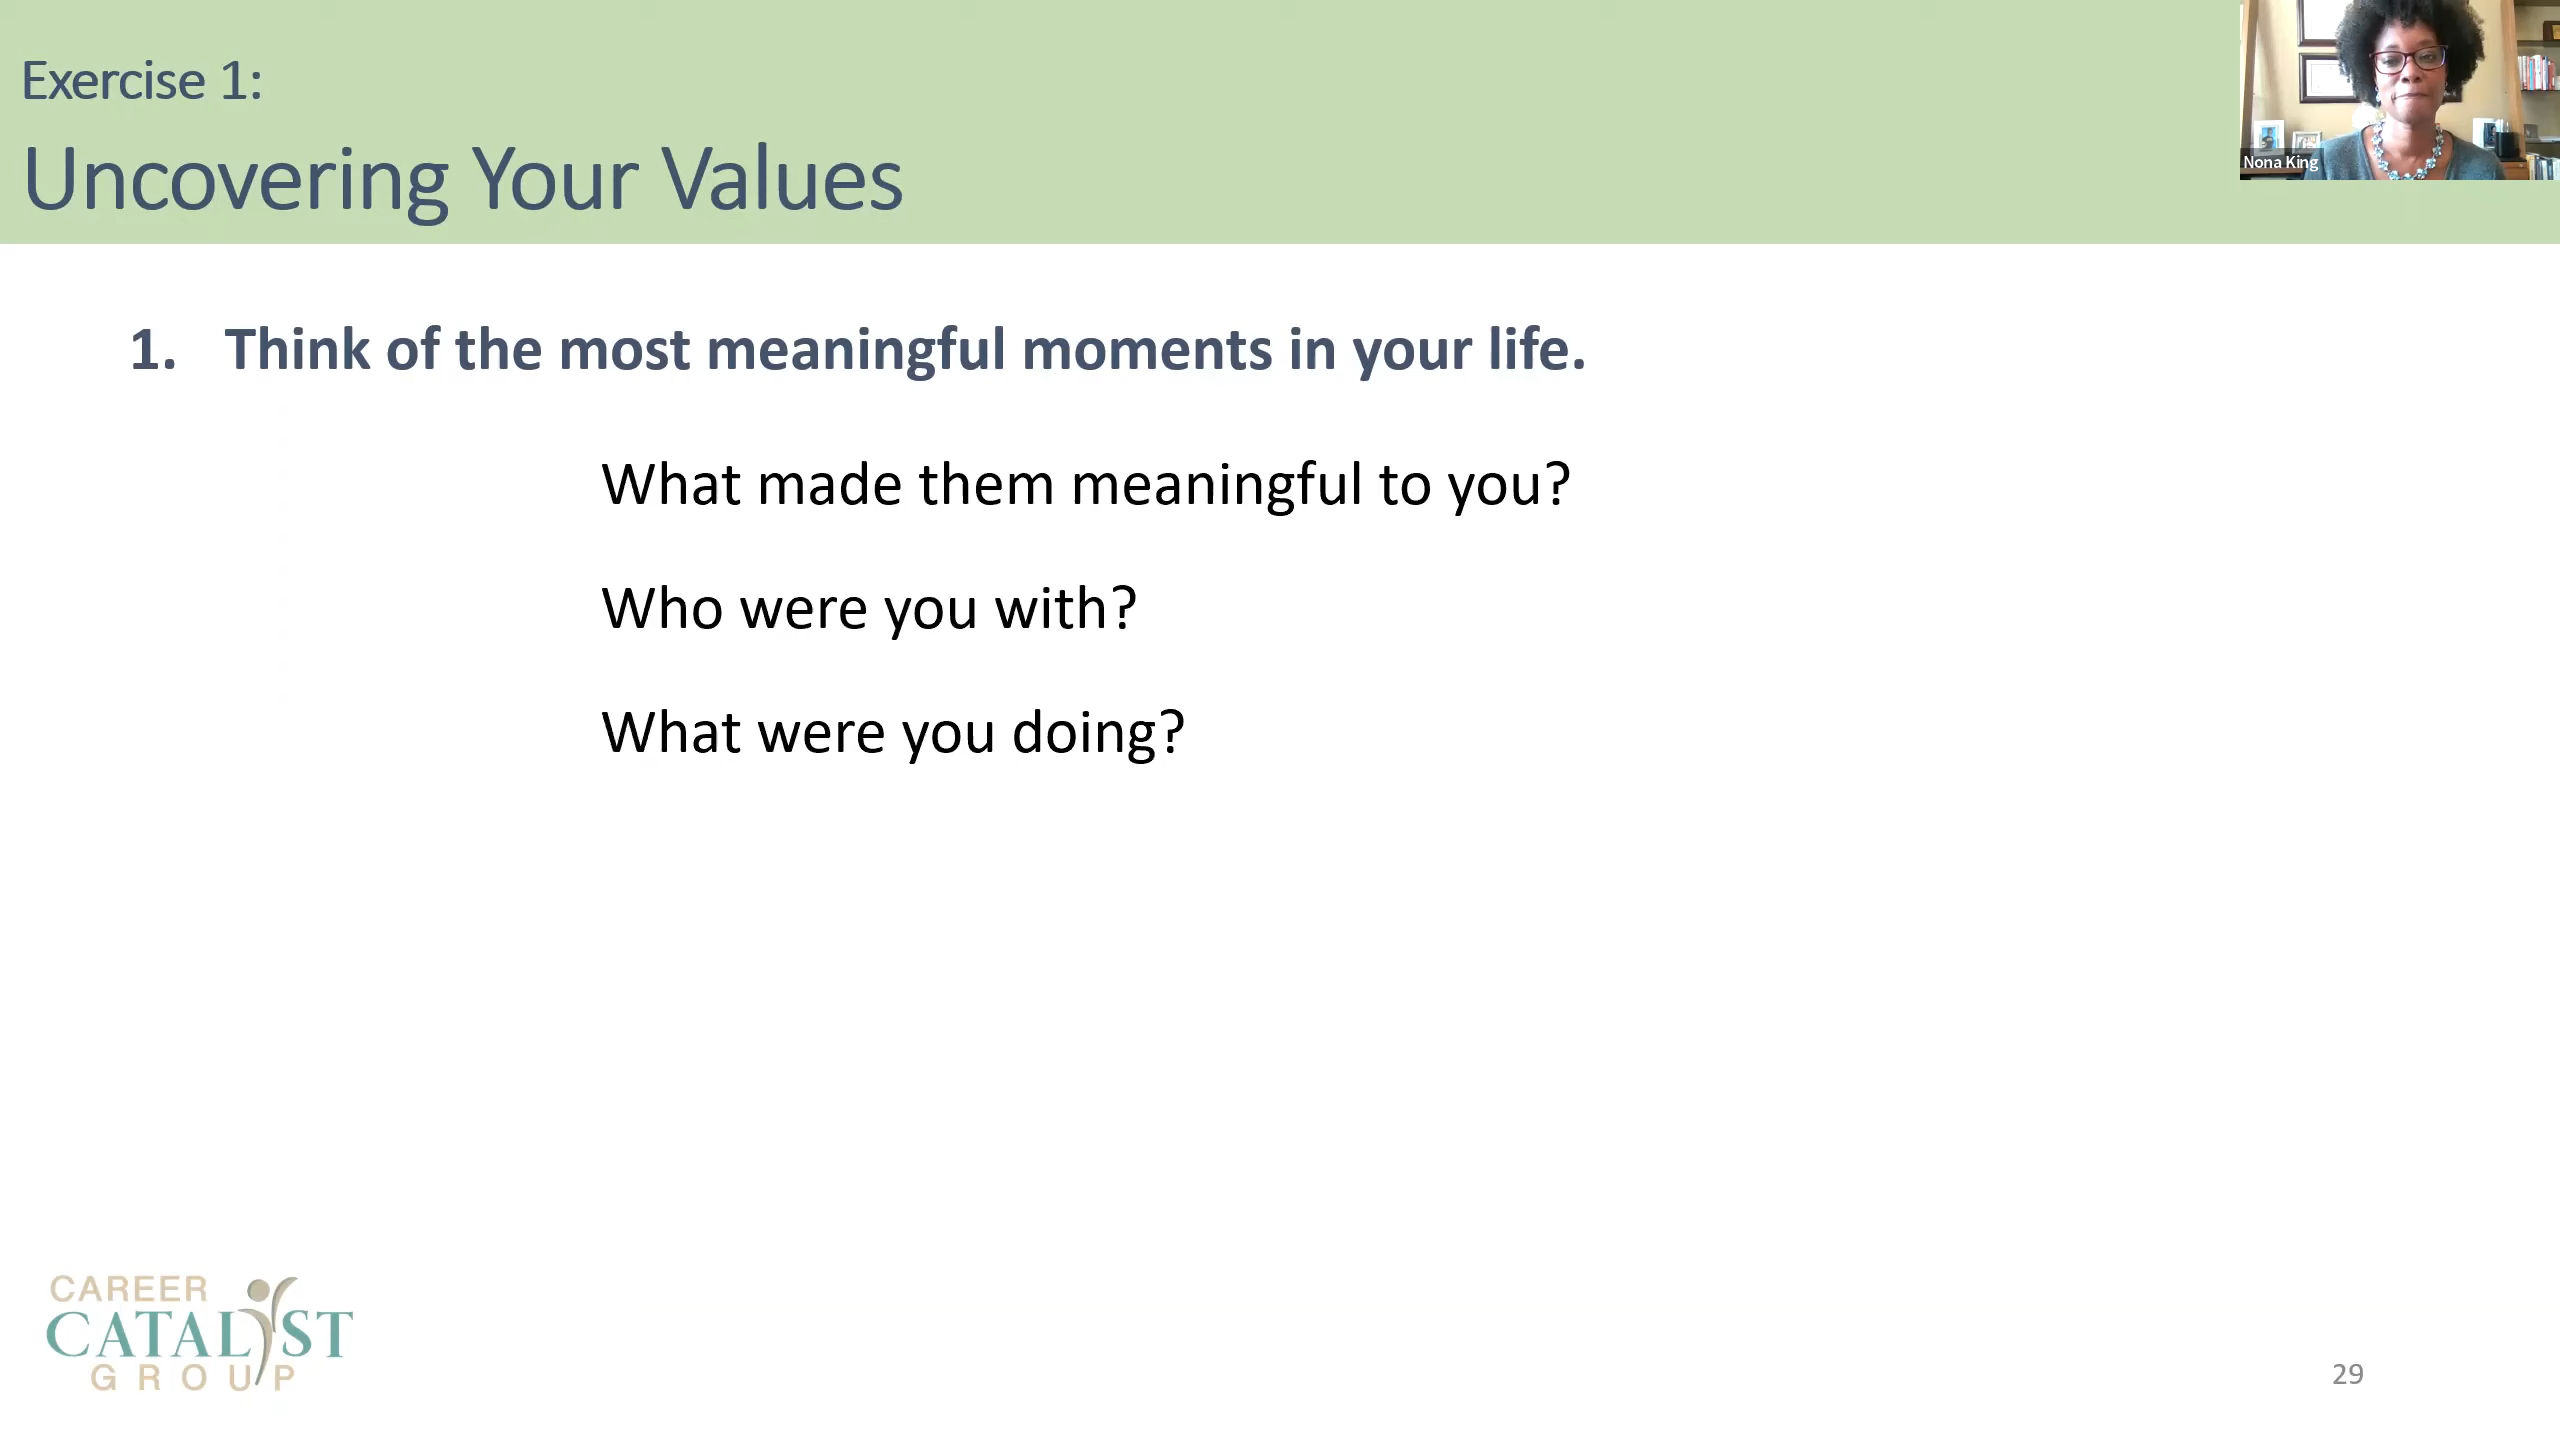 Exercise 1:
Uncovering Your Values
Nona King
1. Think of the most meaningful moments in your life.
What made them meaningful to you?
Who were you with?
What were you doing?
CAREER
CATALYST
GROUP
29